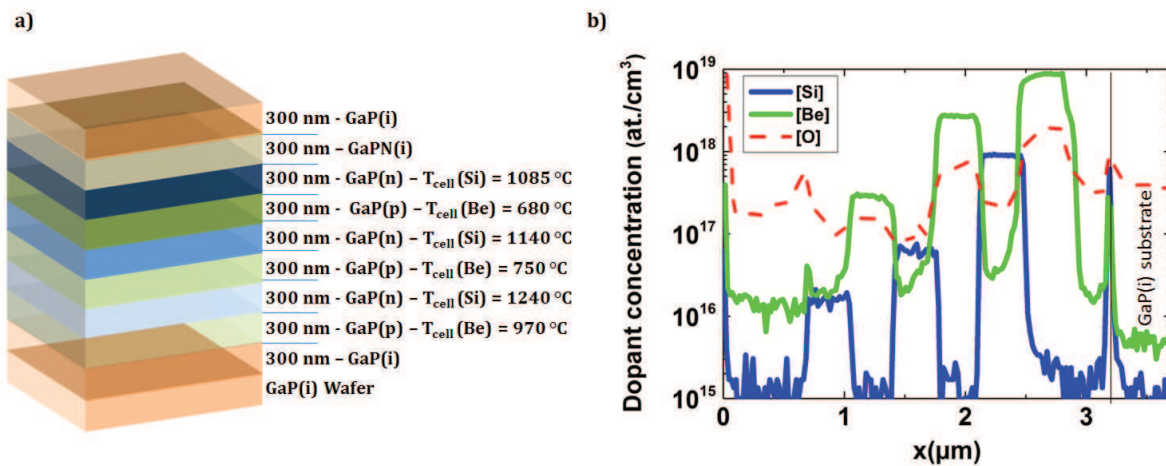 a)
300 nm - GaP(i)
300 nm – GaPN(i)
300 nm - GaP(n) – Tcell (Si) = 1085 °C
300 nm - GaP(p) – Tcell (Be) = 680 °C
300 nm - GaP(n) – Tcell (Si) = 1140 °C
300 nm - GaP(p) – Tcell (Be) = 750 °C
300 nm - GaP(n) – Tcell (Si) = 1240 °C
300 nm - GaP(p) – Tcell (Be) = 970 °C
300 nm – GaP(i)
GaP(i) Wafer
b)
Dopant concentration (at./cm3)
10^19
10^18
10^17
10^16
10^15
[Si]
[Be]
[O]
GaP(i) substrate
0 1 2 3
x(µm)